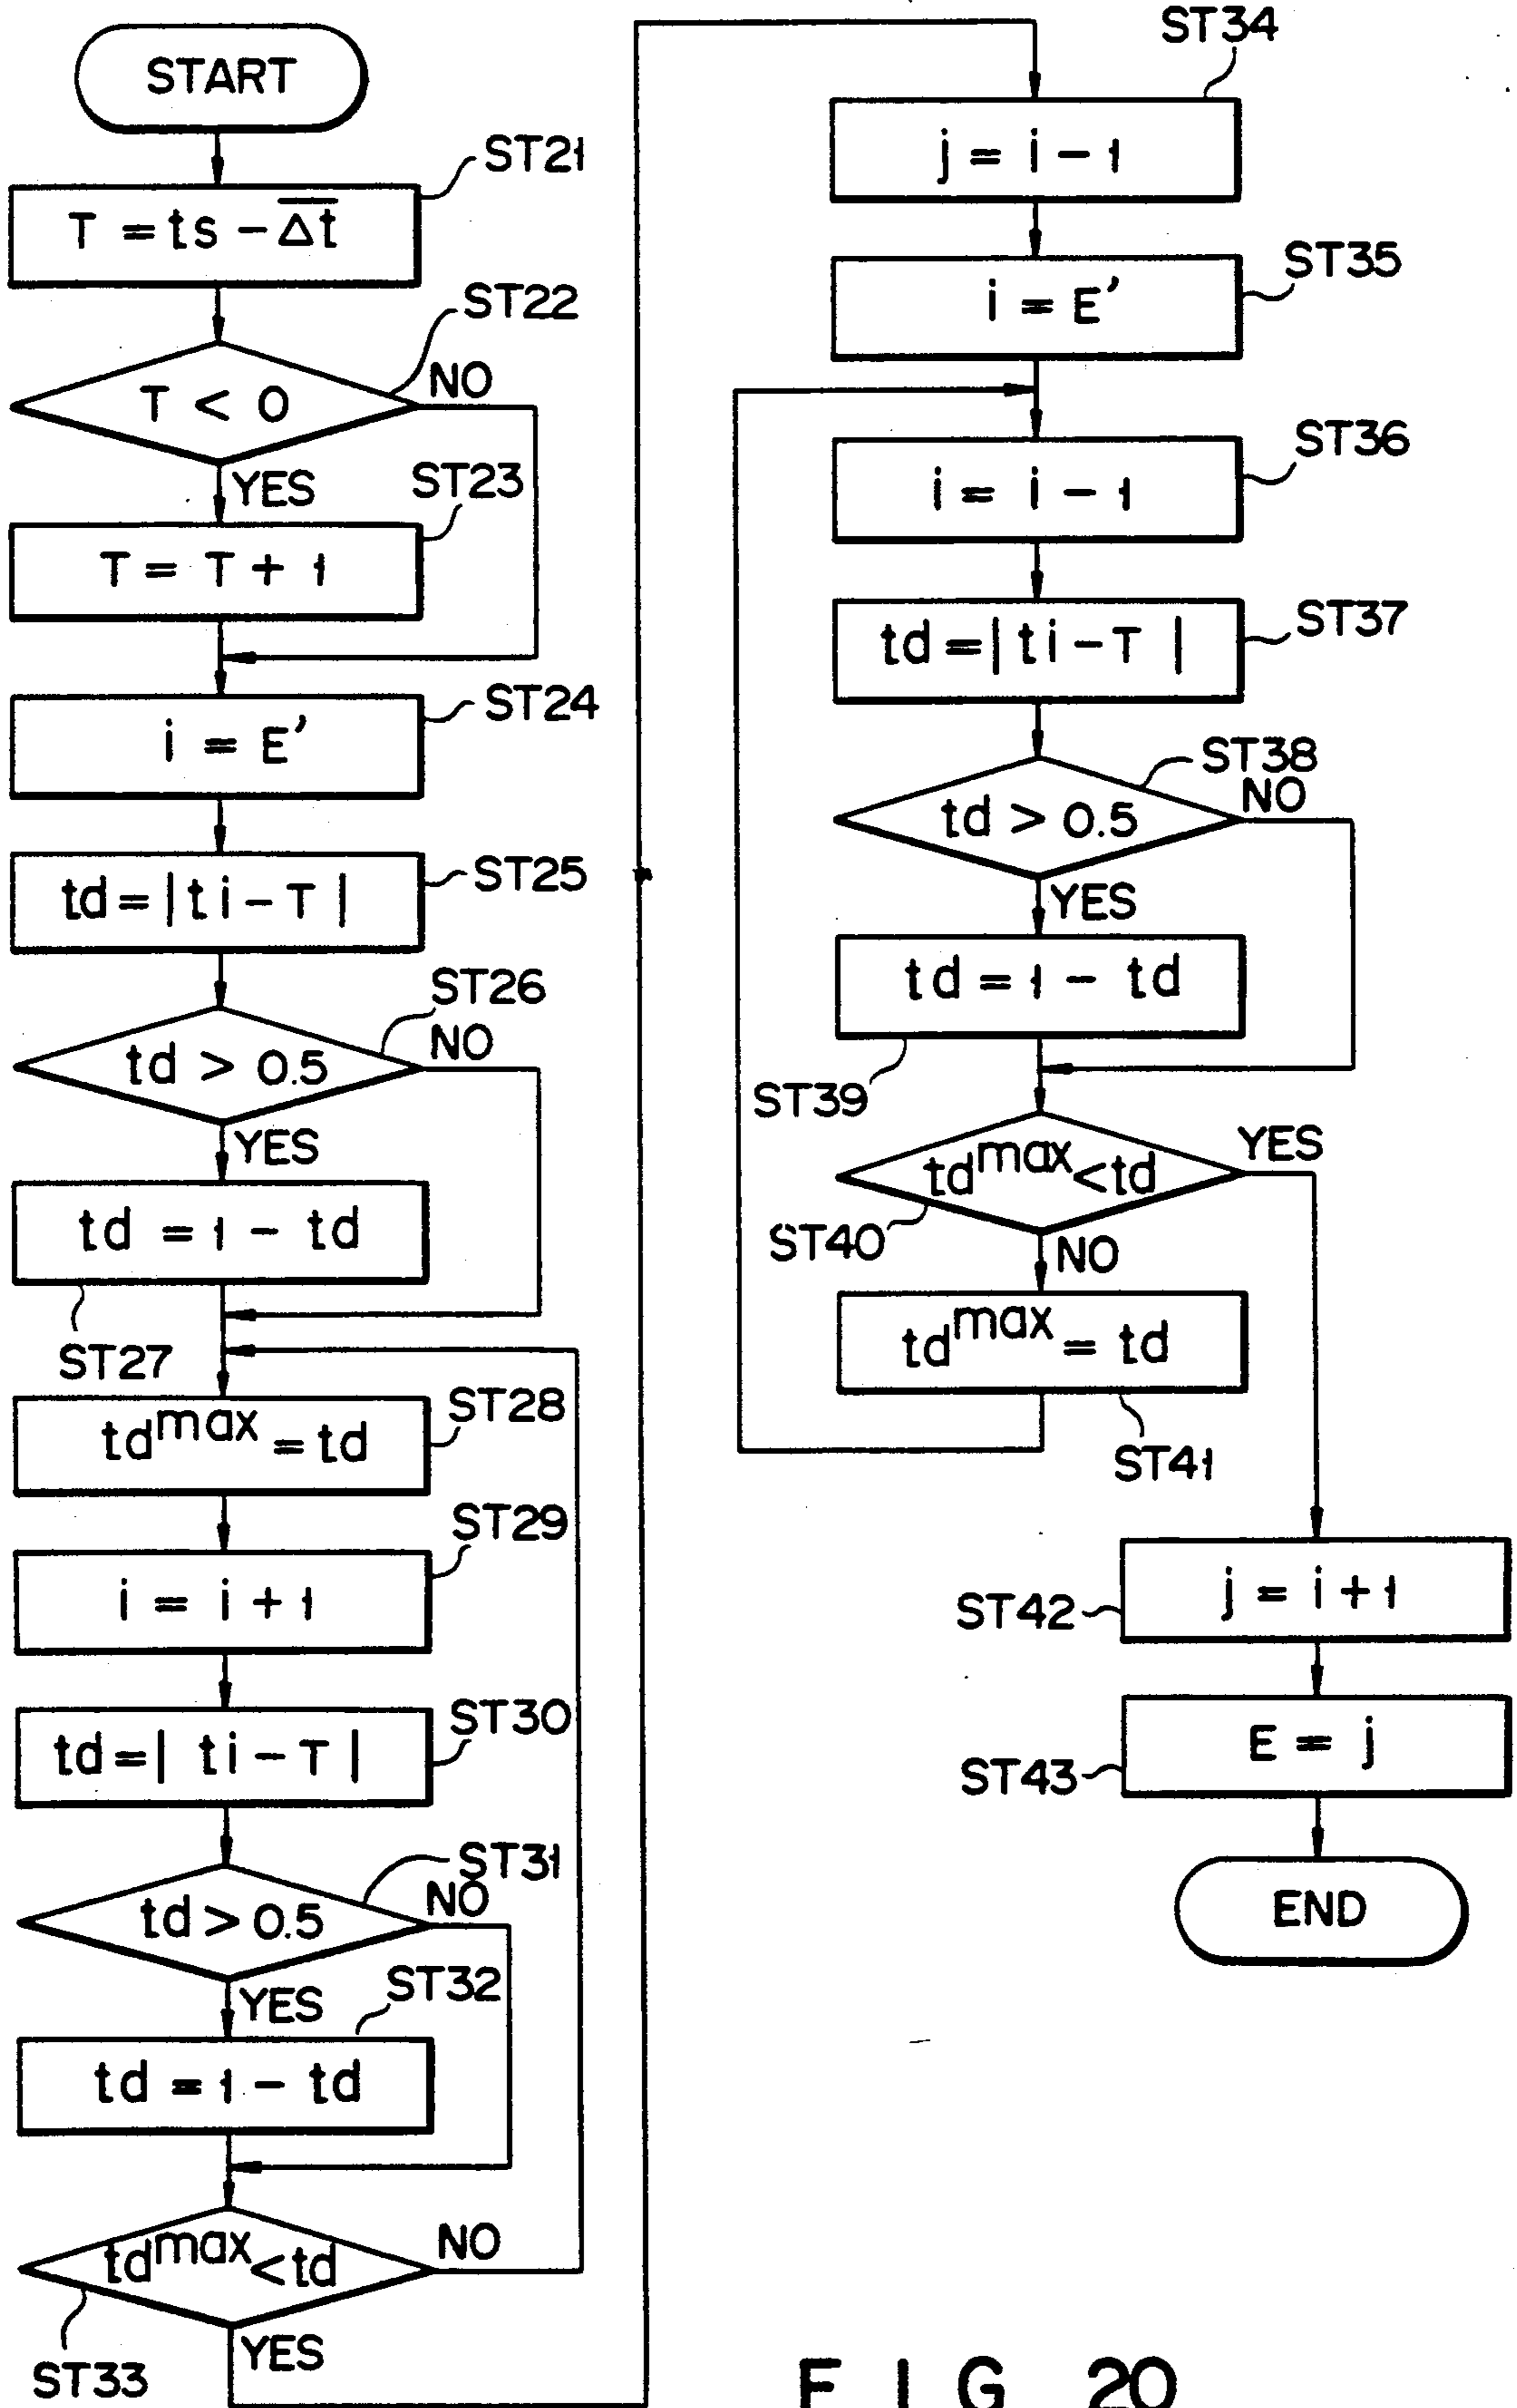 START
ST21
T = ts - Δ̅t̅
ST22
T < 0
NO
YES
ST23
T = T + 1
ST24
i = E'
ST25
td = |ti - T|
ST26
td > 0.5
NO
YES
td = 1 - td
ST27
ST28
td^max = td
ST29
i = i + 1
ST30
td = | ti - T |
ST31
td > 0.5
NO
YES
ST32
td = 1 - td
td^max < td
NO
YES
ST33
ST34
j = i - 1
ST35
i = E'
ST36
i = i - 1
ST37
td = | ti - T |
ST38
td > 0.5
NO
YES
td = 1 - td
ST39
td^max < td
YES
ST40
NO
td^max = td
ST41
j = i + 1
ST42
E = j
ST43
END
FIG 20